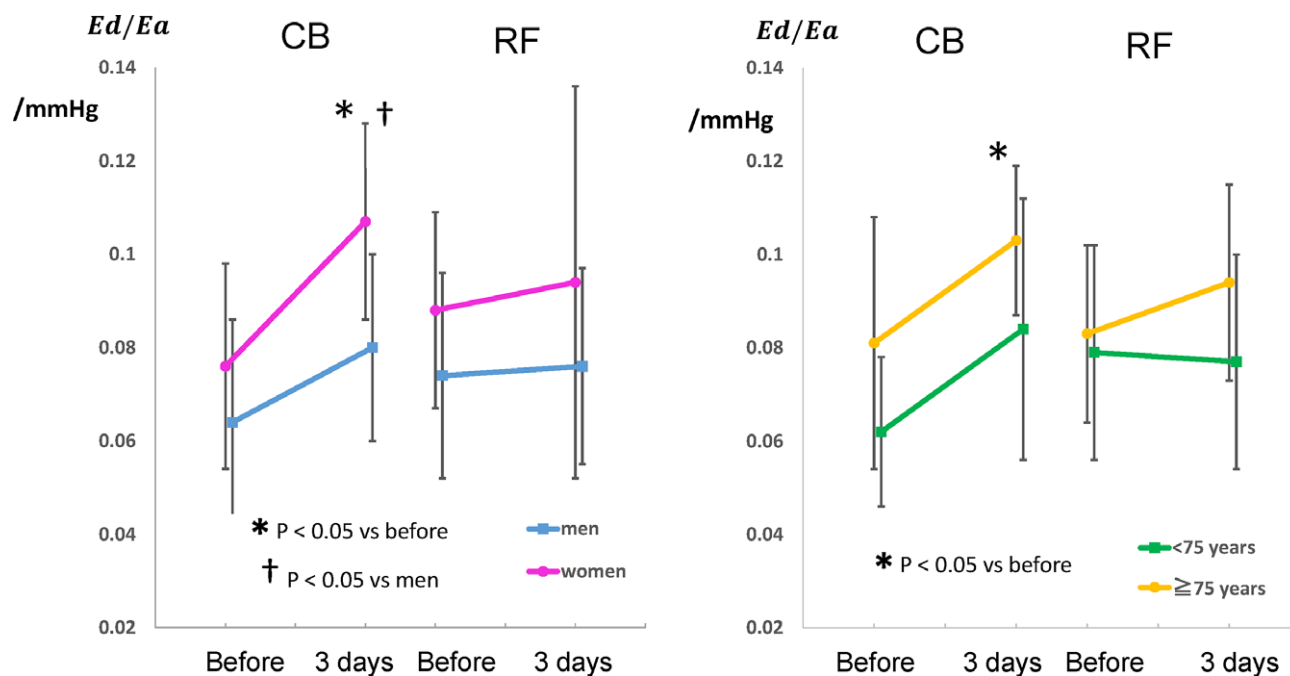 Ed/Ea
CB
RF
/mmHg
0.14
0.12
0.1
0.08
0.06
0.04
0.02
* †
* P < 0.05 vs before
† P < 0.05 vs men
men
women
Before
3 days
Before
3 days
Ed/Ea
CB
RF
/mmHg
0.14
0.12
0.1
0.08
0.06
0.04
0.02
*
* P < 0.05 vs before
<75 years
≧75 years
Before
3 days
Before
3 days